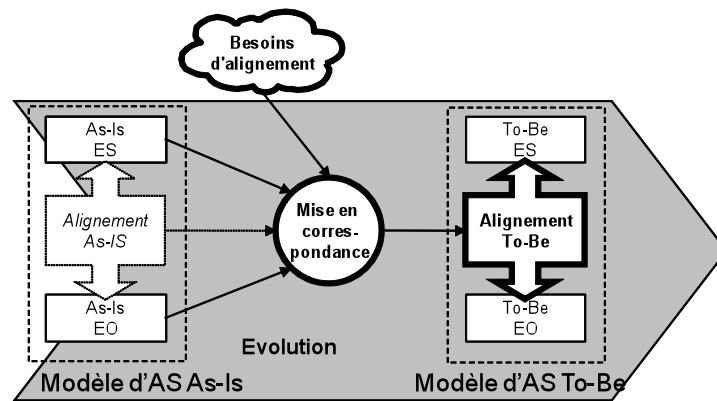 Besoins
d'alignement
As-Is
ES
Alignement
As-IS
As-Is
EO
Mise en
corres-
pondance
To-Be
ES
Alignement
To-Be
To-Be
EO
Evolution
Modèle d'AS As-Is
Modèle d'AS To-Be